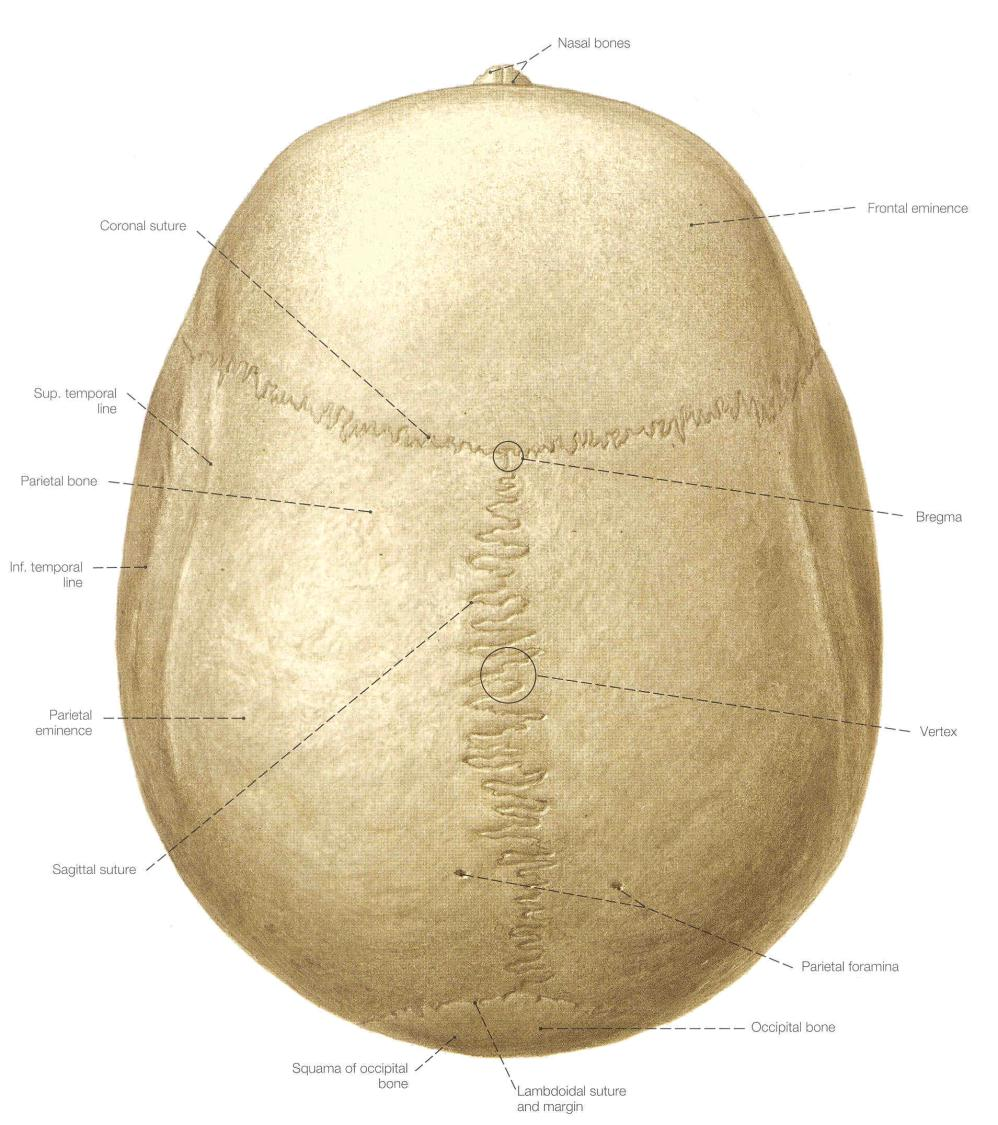 Nasal bones
Frontal eminence
Coronal suture
Sup. temporal
line
Parietal bone
Bregma
Inf. temporal
line
Parietal
eminence
Vertex
Sagittal suture
Parietal foramina
Occipital bone
Squama of occipital
bone
Lambdoidal suture
and margin